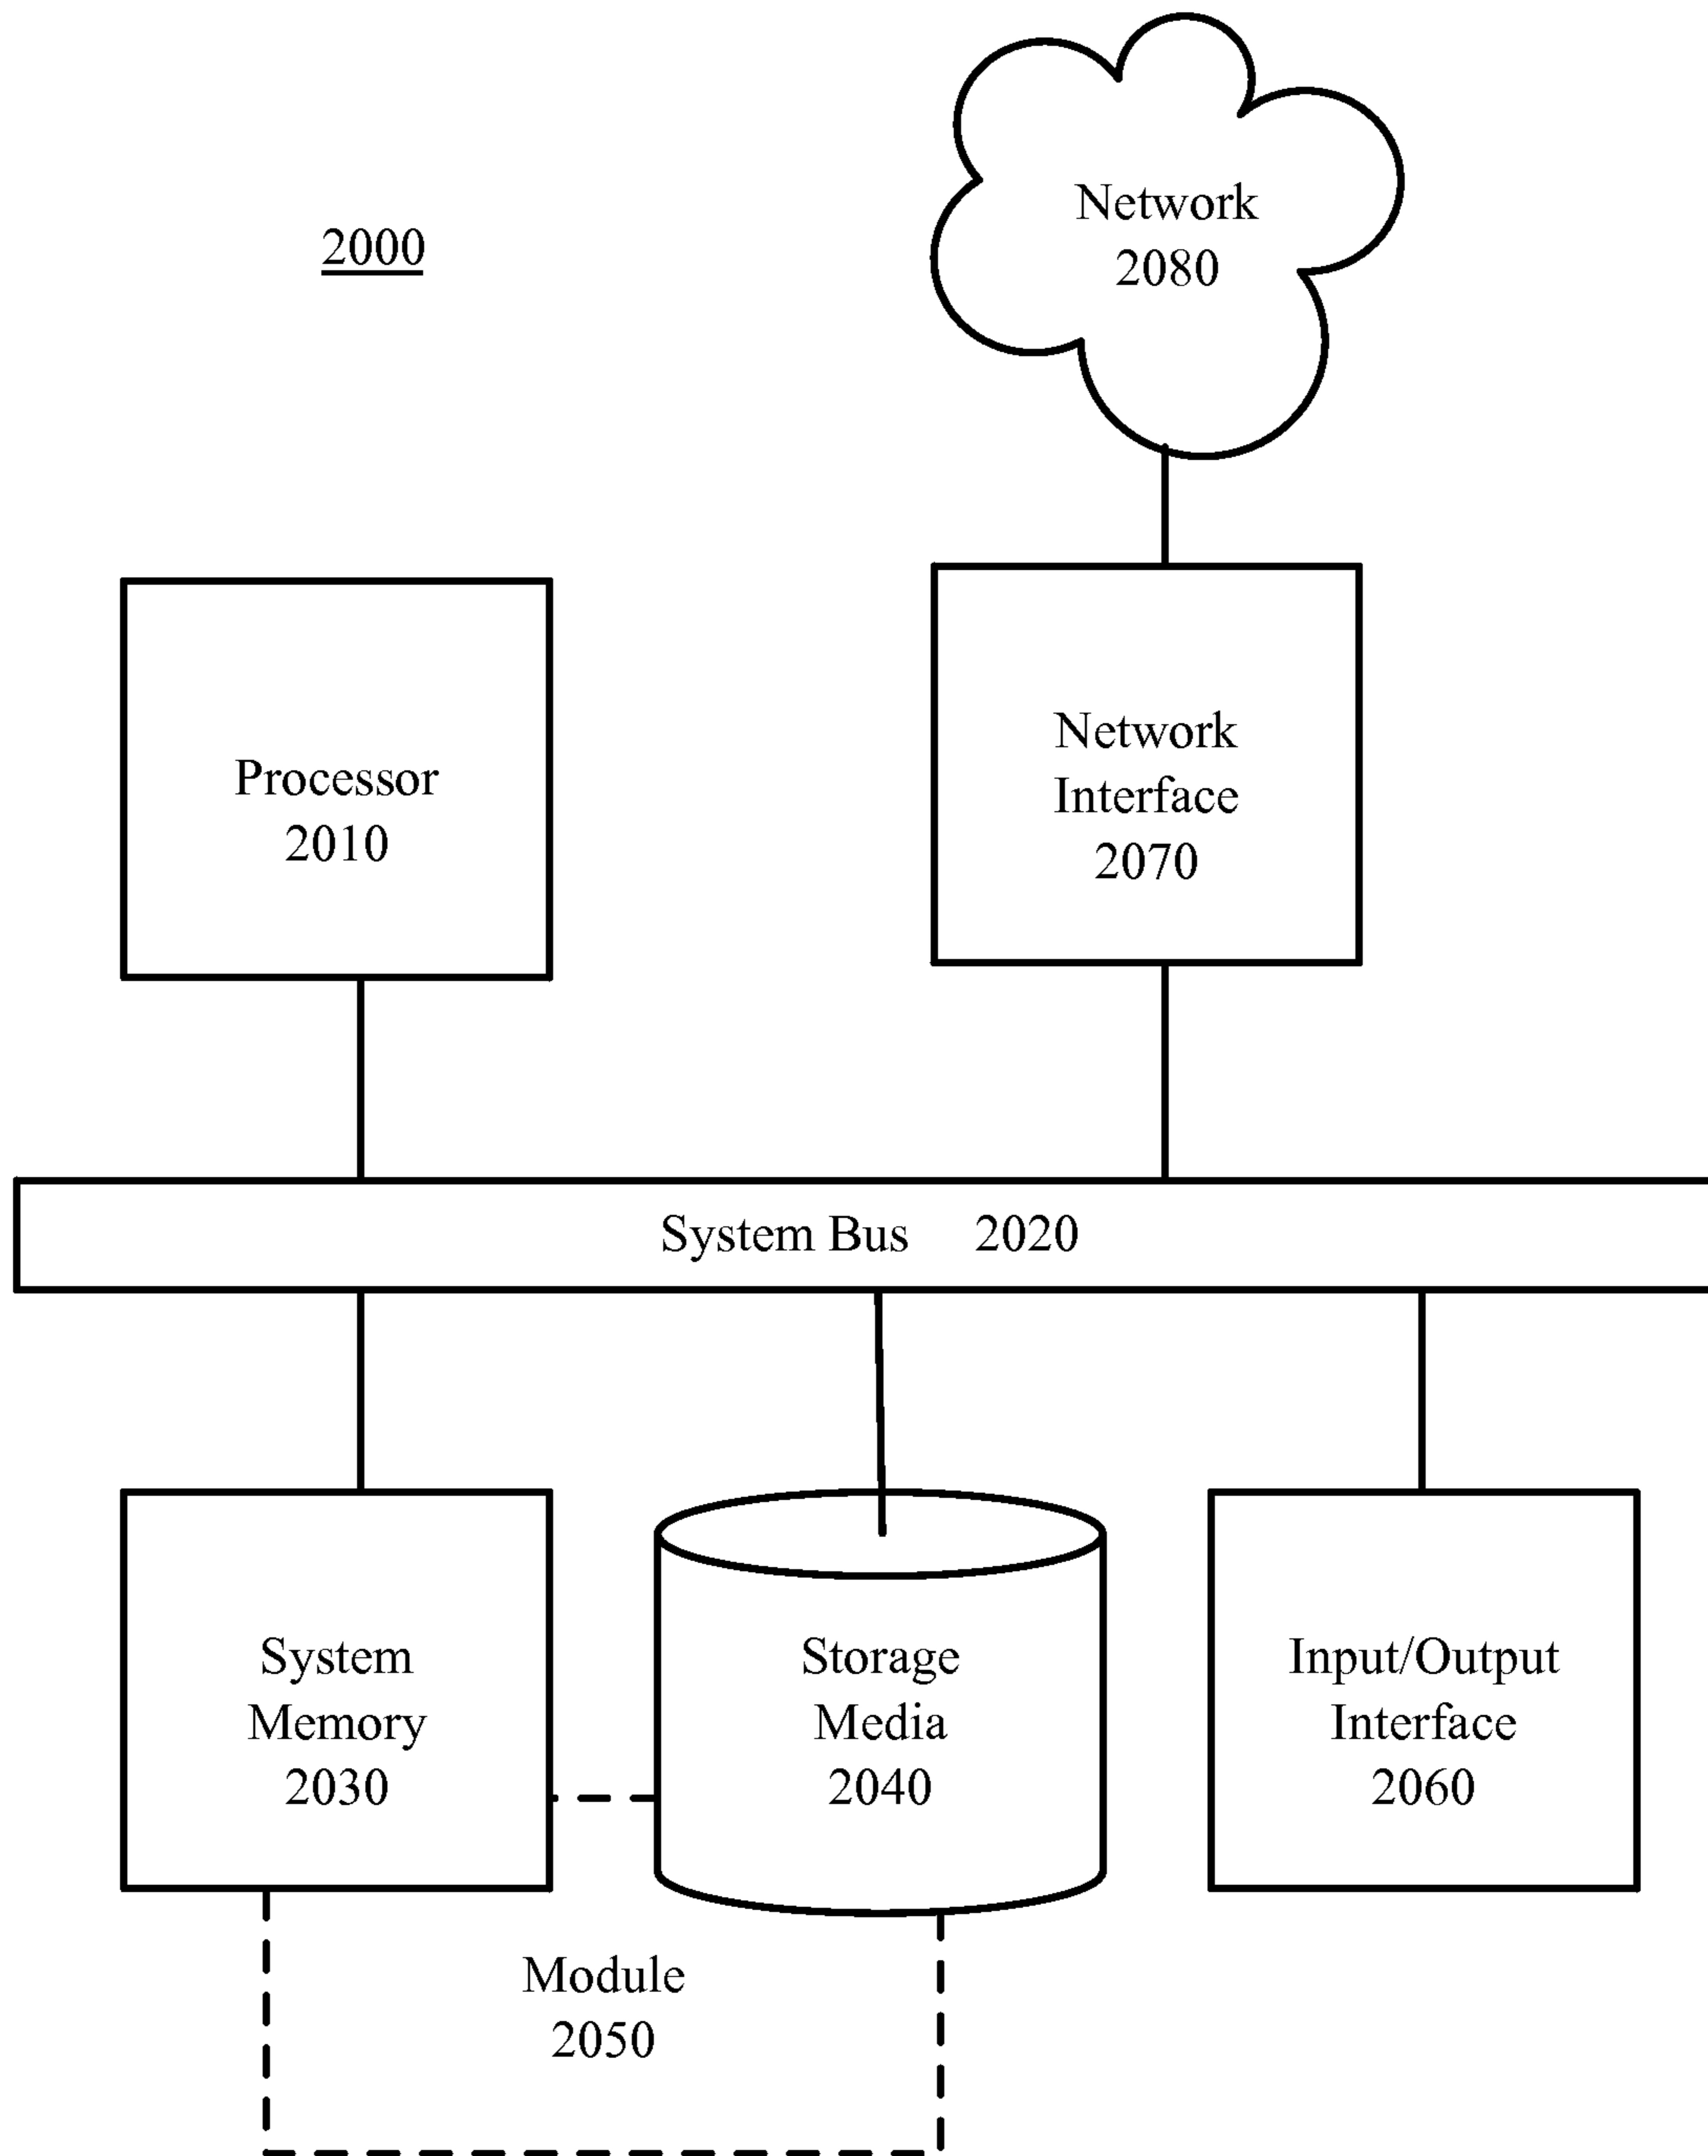 2000
Network
2080
Processor
2010
Network
Interface
2070
System Bus 2020
System
Memory
2030
Storage
Media
2040
Input/Output
Interface
2060
Module
2050